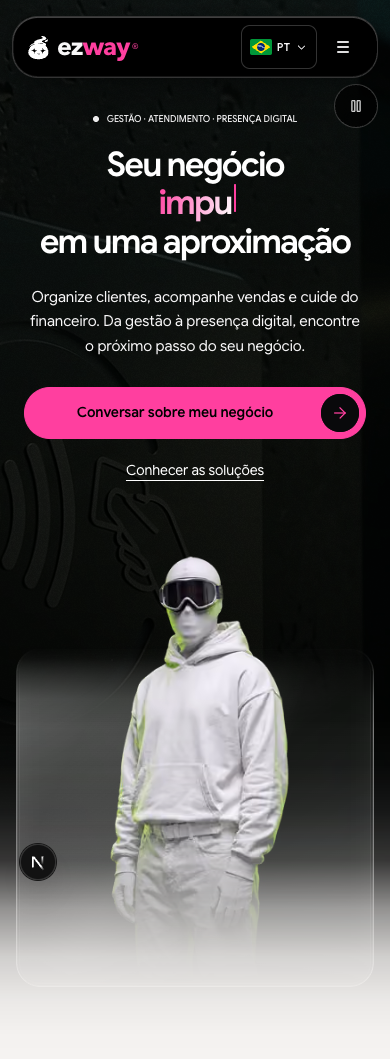 ezway®
PT
GESTÃO · ATENDIMENTO · PRESENÇA DIGITAL
Seu negócio
impu
em uma aproximação
Organize clientes, acompanhe vendas e cuide do
financeiro. Da gestão à presença digital, encontre
o próximo passo do seu negócio.
Conversar sobre meu negócio
Conhecer as soluções
N